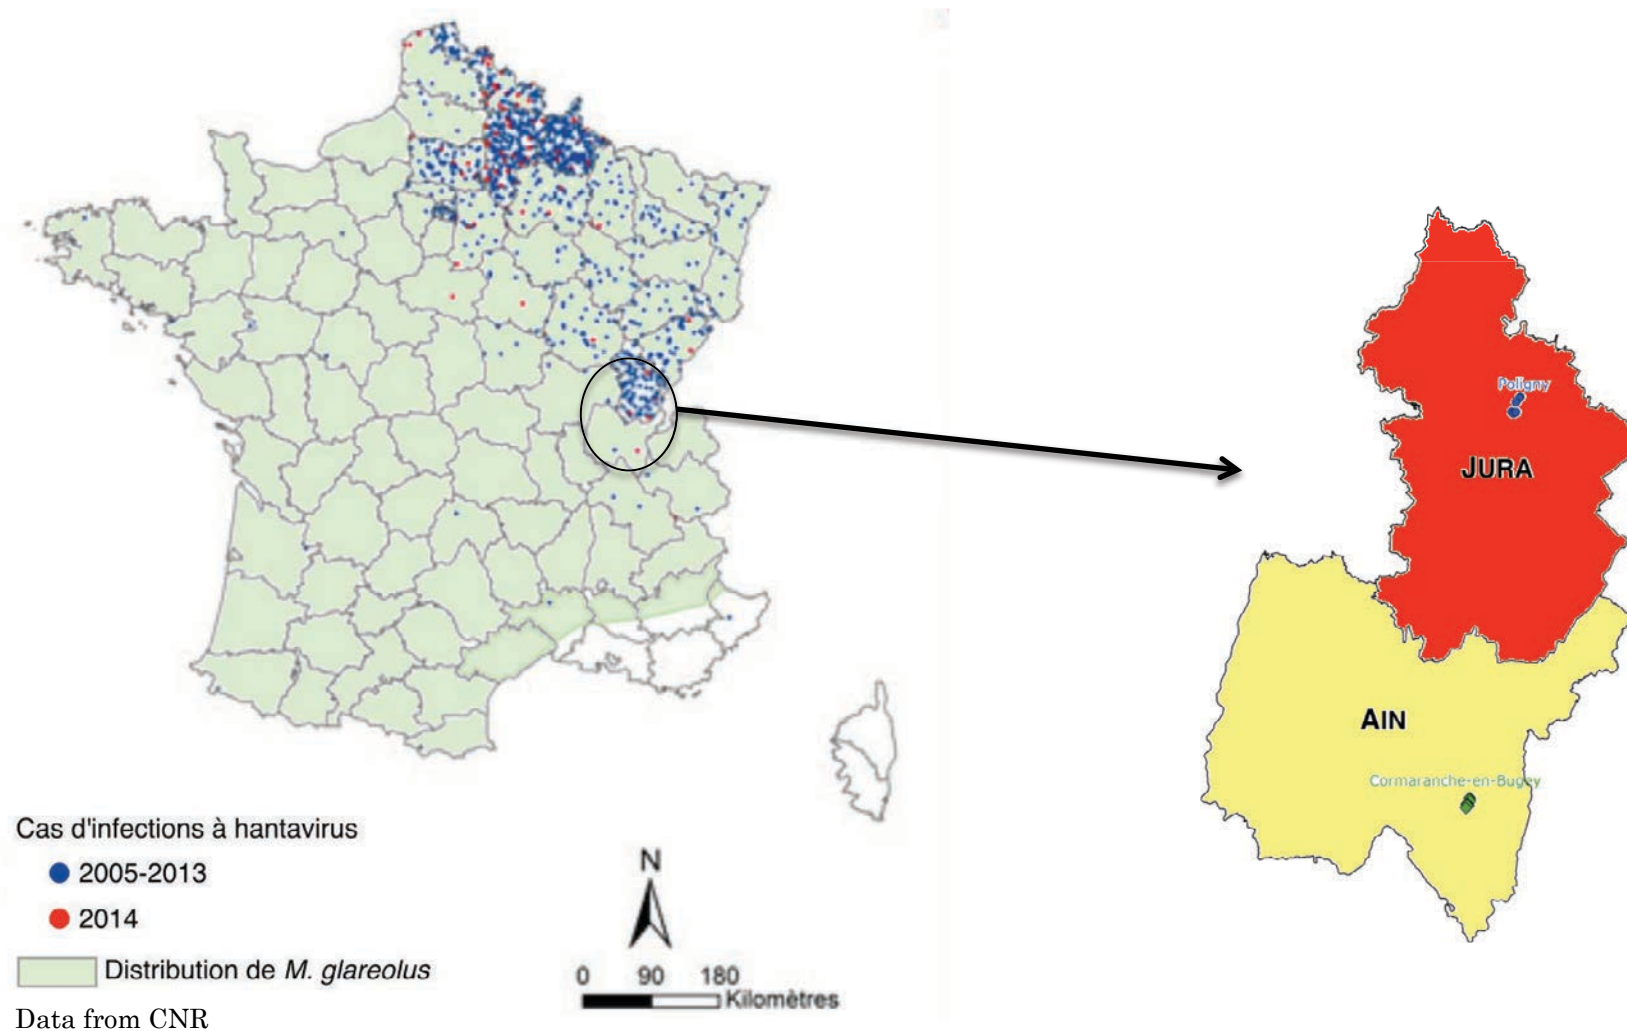 Poligny
JURA
AIN
Cormaranche-en-Bugey
Cas d'infections à hantavirus
2005-2013
2014
Distribution de M. glareolus
Data from CNR
N
0 90 180
Kilomètres